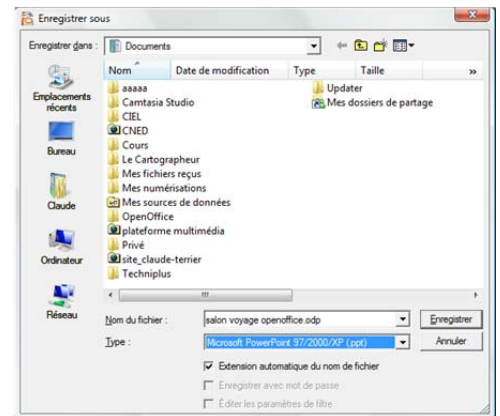 Enregistrer sous
Enregistrer dans : Documents
Nom Date de modification Type Taille »
Emplacements récents
Bureau
Claude
Ordinateur
Réseau
aaaaa
Camtasia Studio
CIEL
CNED
Cours
Le Cartographeur
Mes fichiers reçus
Mes numérisations
Mes sources de données
OpenOffice
plateforme multimédia
Privé
site_claude-terrier
Techniplus
Updater
Mes dossiers de partage
Nom du fichier : salon voyage openoffice.odp Enregistrer
Type : Microsoft PowerPoint 97/2000/XP (.ppt) Annuler
Extension automatique du nom de fichier
Enregistrer avec mot de passe
Éditer les paramètres de filtre